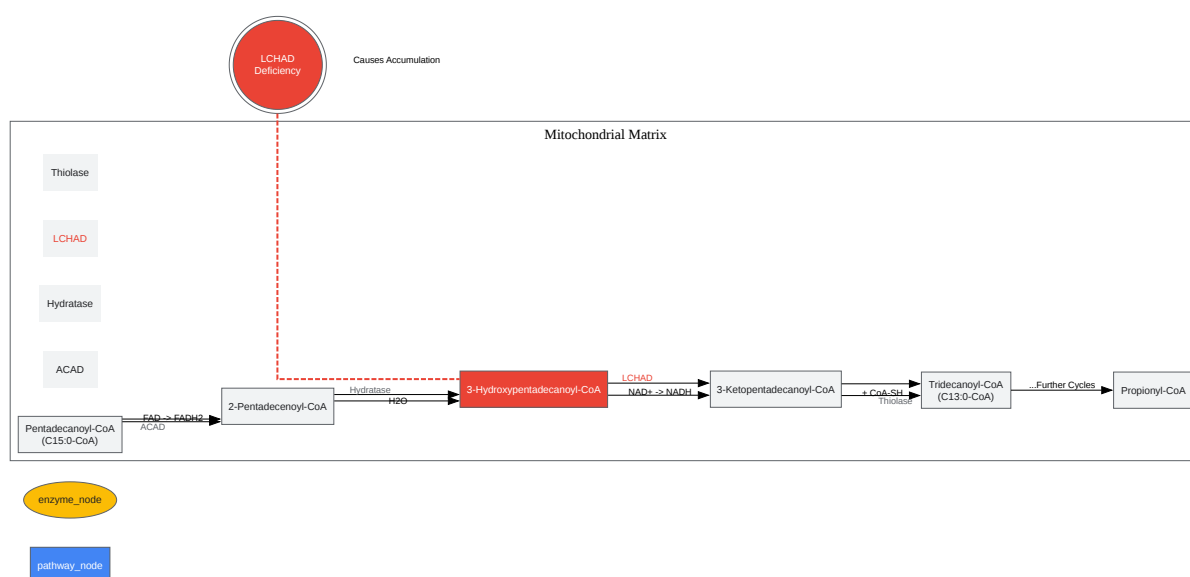 LCHAD
Deficiency
Causes Accumulation
Mitochondrial Matrix
Thiolase
LCHAD
Hydratase
ACAD
Pentadecanoyl-CoA
(C15:0-CoA)
FAD -> FADH2
ACAD
2-Pentadecenoyl-CoA
Hydratase
H2O
3-Hydroxypentadecanoyl-CoA
LCHAD
NAD+ -> NADH
3-Ketopentadecanoyl-CoA
+ CoA-SH
Thiolase
Tridecanoyl-CoA
(C13:0-CoA)
...Further Cycles
Propionyl-CoA
enzyme_node
pathway_node